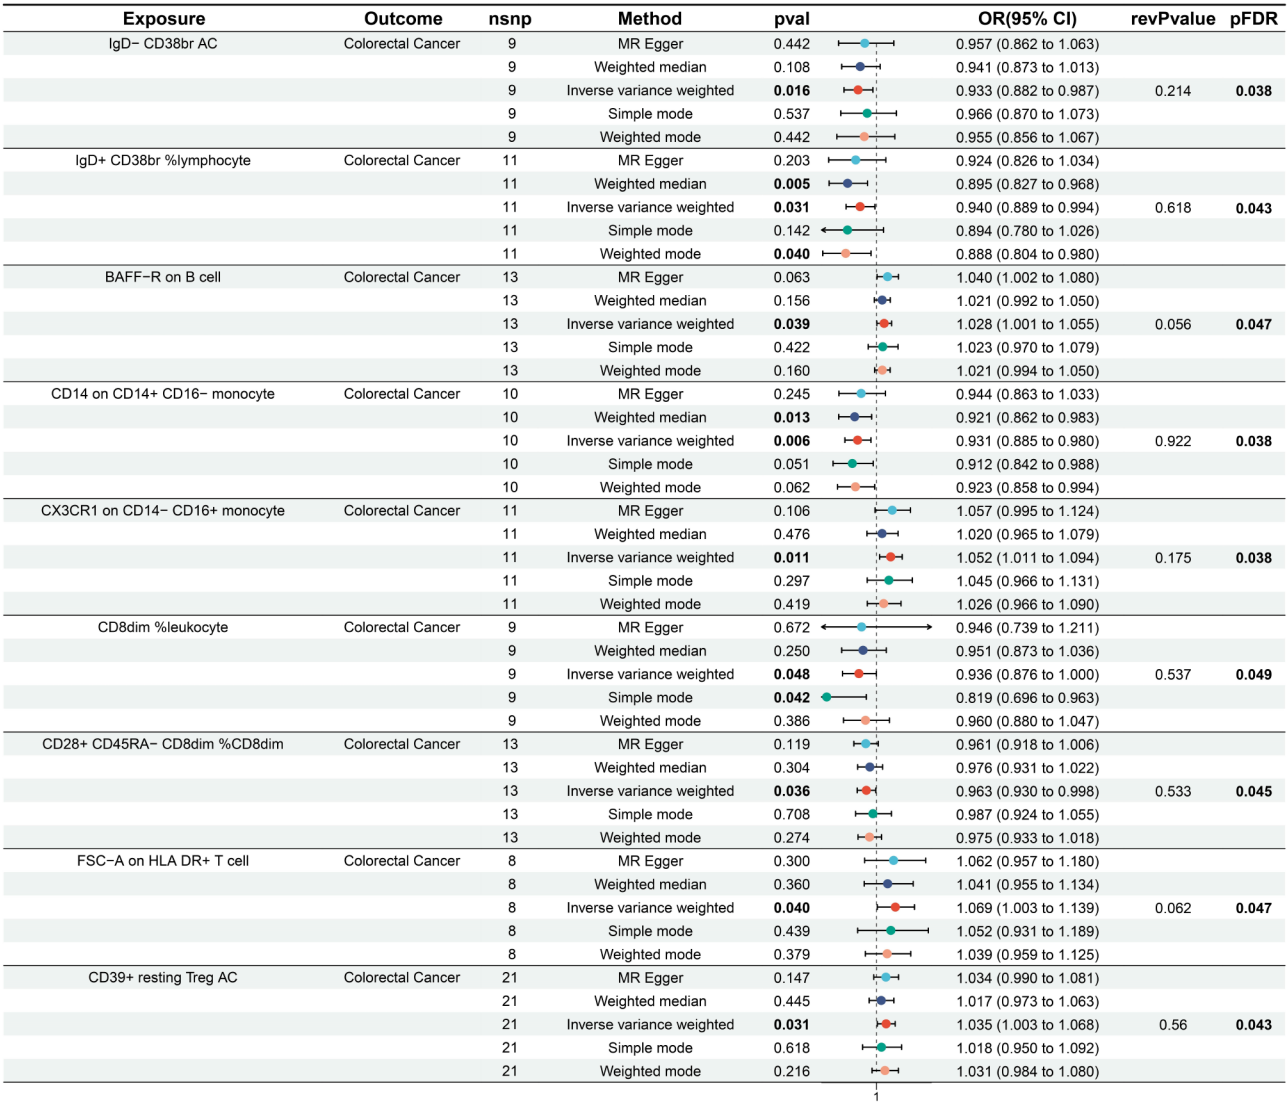 Exposure Outcome nsnp Method pval OR(95% CI) revPvalue pFDR
IgD− CD38br AC Colorectal Cancer 9 MR Egger 0.442 0.957 (0.862 to 1.063)
9 Weighted median 0.108 0.941 (0.873 to 1.013)
9 Inverse variance weighted 0.016 0.933 (0.882 to 0.987) 0.214 0.038
9 Simple mode 0.537 0.966 (0.870 to 1.073)
9 Weighted mode 0.442 0.955 (0.856 to 1.067)
IgD+ CD38br %lymphocyte Colorectal Cancer 11 MR Egger 0.203 0.924 (0.826 to 1.034)
11 Weighted median 0.005 0.895 (0.827 to 0.968)
11 Inverse variance weighted 0.031 0.940 (0.889 to 0.994) 0.618 0.043
11 Simple mode 0.142 0.894 (0.780 to 1.026)
11 Weighted mode 0.040 0.888 (0.804 to 0.980)
BAFF−R on B cell Colorectal Cancer 13 MR Egger 0.063 1.040 (1.002 to 1.080)
13 Weighted median 0.156 1.021 (0.992 to 1.050)
13 Inverse variance weighted 0.039 1.028 (1.001 to 1.055) 0.056 0.047
13 Simple mode 0.422 1.023 (0.970 to 1.079)
13 Weighted mode 0.160 1.021 (0.994 to 1.050)
CD14 on CD14+ CD16− monocyte Colorectal Cancer 10 MR Egger 0.245 0.944 (0.863 to 1.033)
10 Weighted median 0.013 0.921 (0.862 to 0.983)
10 Inverse variance weighted 0.006 0.931 (0.885 to 0.980) 0.922 0.038
10 Simple mode 0.051 0.912 (0.842 to 0.988)
10 Weighted mode 0.062 0.923 (0.858 to 0.994)
CX3CR1 on CD14− CD16+ monocyte Colorectal Cancer 11 MR Egger 0.106 1.057 (0.995 to 1.124)
11 Weighted median 0.476 1.020 (0.965 to 1.079)
11 Inverse variance weighted 0.011 1.052 (1.011 to 1.094) 0.175 0.038
11 Simple mode 0.297 1.045 (0.966 to 1.131)
11 Weighted mode 0.419 1.026 (0.966 to 1.090)
CD8dim %leukocyte Colorectal Cancer 9 MR Egger 0.672 0.946 (0.739 to 1.211)
9 Weighted median 0.250 0.951 (0.873 to 1.036)
9 Inverse variance weighted 0.048 0.936 (0.876 to 1.000) 0.537 0.049
9 Simple mode 0.042 0.819 (0.696 to 0.963)
9 Weighted mode 0.386 0.960 (0.880 to 1.047)
CD28+ CD45RA− CD8dim %CD8dim Colorectal Cancer 13 MR Egger 0.119 0.961 (0.918 to 1.006)
13 Weighted median 0.304 0.976 (0.931 to 1.022)
13 Inverse variance weighted 0.036 0.963 (0.930 to 0.998) 0.533 0.045
13 Simple mode 0.708 0.987 (0.924 to 1.055)
13 Weighted mode 0.274 0.975 (0.933 to 1.018)
FSC−A on HLA DR+ T cell Colorectal Cancer 8 MR Egger 0.300 1.062 (0.957 to 1.180)
8 Weighted median 0.360 1.041 (0.955 to 1.134)
8 Inverse variance weighted 0.040 1.069 (1.003 to 1.139) 0.062 0.047
8 Simple mode 0.439 1.052 (0.931 to 1.189)
8 Weighted mode 0.379 1.039 (0.959 to 1.125)
CD39+ resting Treg AC Colorectal Cancer 21 MR Egger 0.147 1.034 (0.990 to 1.081)
21 Weighted median 0.445 1.017 (0.973 to 1.063)
21 Inverse variance weighted 0.031 1.035 (1.003 to 1.068) 0.56 0.043
21 Simple mode 0.618 1.018 (0.950 to 1.092)
21 Weighted mode 0.216 1.031 (0.984 to 1.080)
1